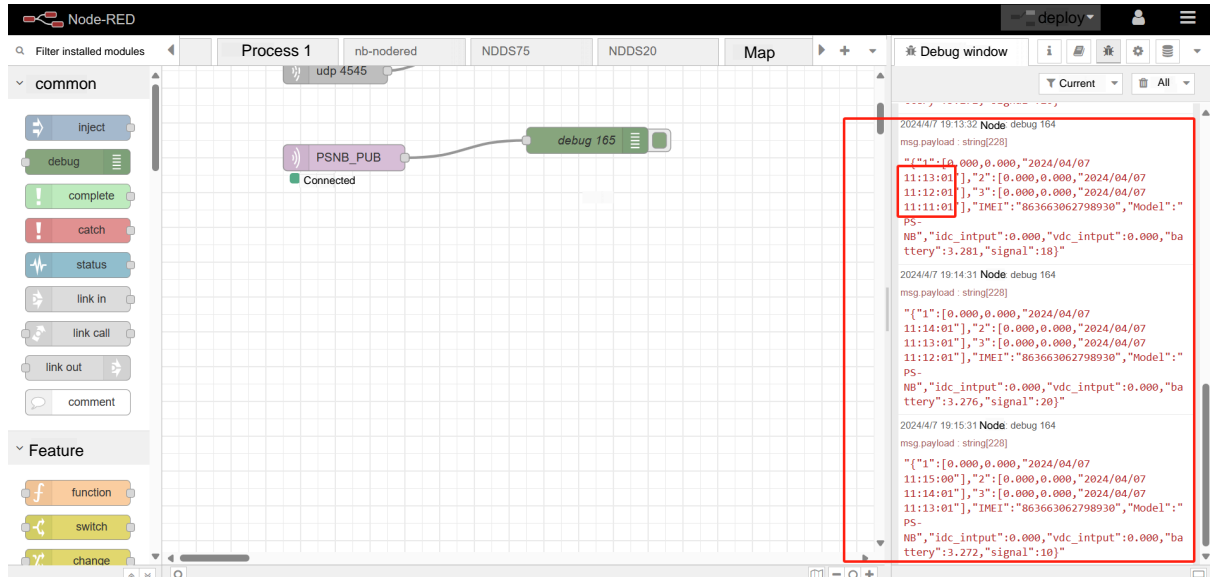 Node-RED
deploy
Filter installed modules
Process 1
nb-nodered
NDDS75
NDDS20
Map
Debug window
Current
All
common
inject
debug
complete
catch
status
link in
link call
link out
comment
Feature
function
switch
change
udp 4545
PSNB_PUB
Connected
debug 165
2024/4/7 19:13:32 Node: debug 164
msg.payload : string[228]
"{"1":[0.000,0.000,"2024/04/07
11:13:01"],"2":[0.000,0.000,"2024/04/07
11:12:01"],"3":[0.000,0.000,"2024/04/07
11:11:01"],"IMEI":"863663062798930","Model":"
PS-
NB","idc_intput":0.000,"vdc_intput":0.000,"ba
ttery":3.281,"signal":18}"
2024/4/7 19:14:31 Node: debug 164
msg.payload : string[228]
"{"1":[0.000,0.000,"2024/04/07
11:14:01"],"2":[0.000,0.000,"2024/04/07
11:13:01"],"3":[0.000,0.000,"2024/04/07
11:12:01"],"IMEI":"863663062798930","Model":"
PS-
NB","idc_intput":0.000,"vdc_intput":0.000,"ba
ttery":3.276,"signal":20}"
2024/4/7 19:15:31 Node: debug 164
msg.payload : string[228]
"{"1":[0.000,0.000,"2024/04/07
11:15:00"],"2":[0.000,0.000,"2024/04/07
11:14:01"],"3":[0.000,0.000,"2024/04/07
11:13:01"],"IMEI":"863663062798930","Model":"
PS-
NB","idc_intput":0.000,"vdc_intput":0.000,"ba
ttery":3.272,"signal":10}"